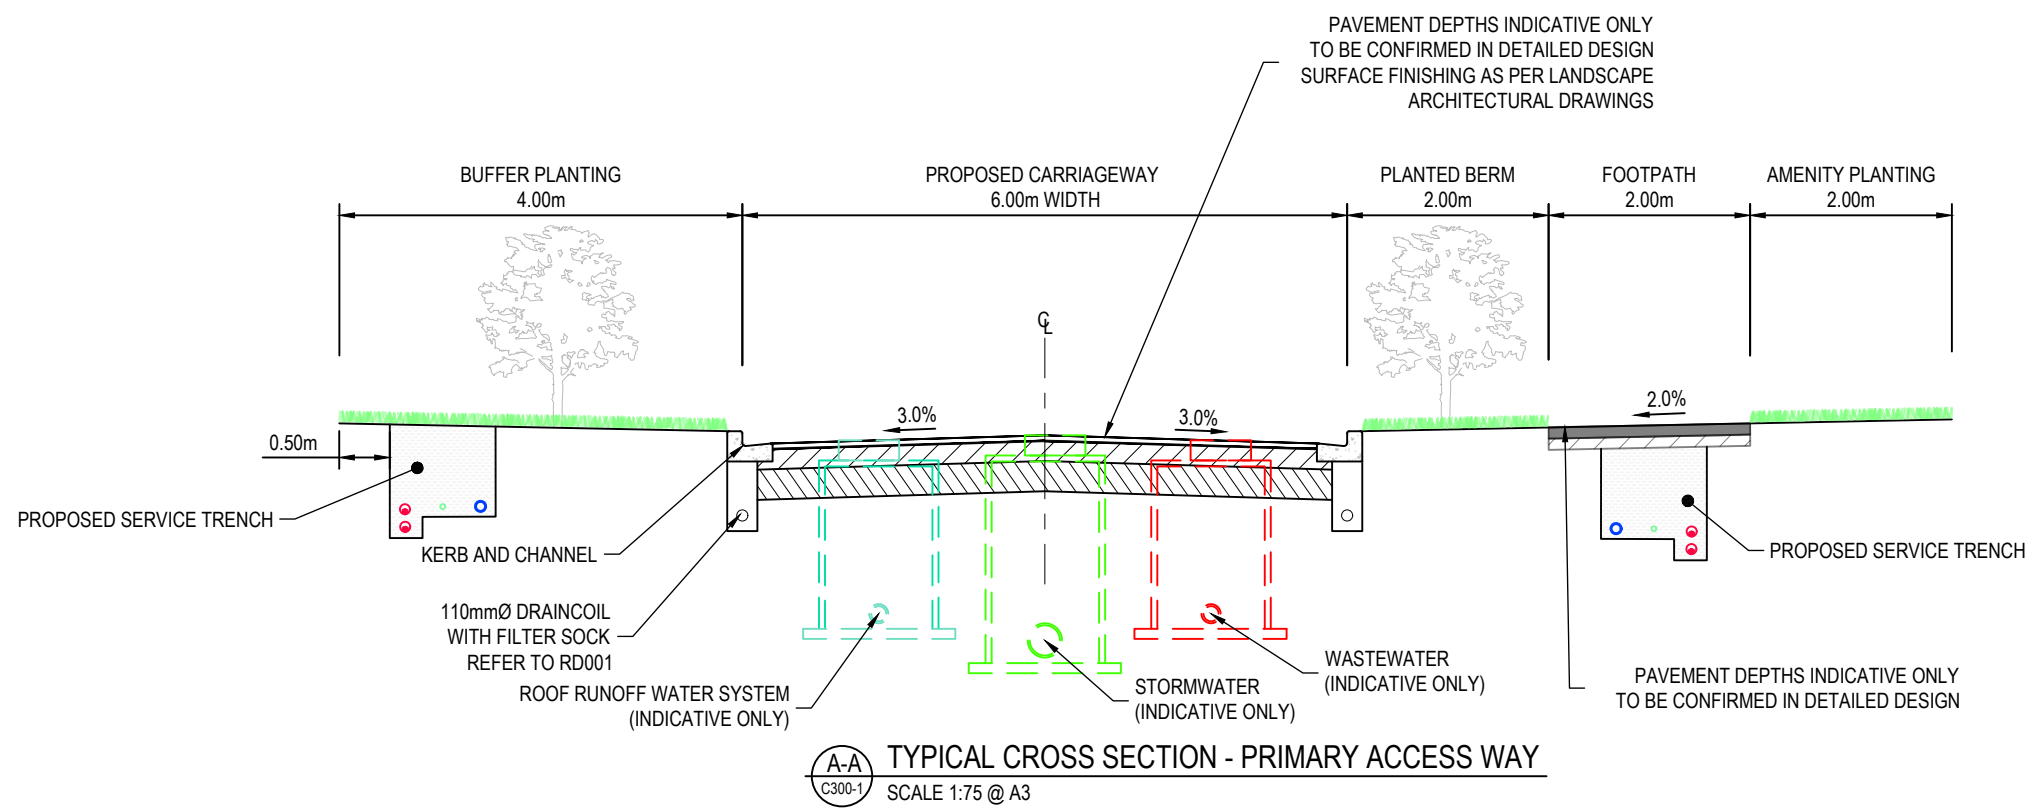 PAVEMENT DEPTHS INDICATIVE ONLY
TO BE CONFIRMED IN DETAILED DESIGN
SURFACE FINISHING AS PER LANDSCAPE
ARCHITECTURAL DRAWINGS
BUFFER PLANTING
4.00m
PROPOSED CARRIAGEWAY
6.00m WIDTH
PLANTED BERM
2.00m
FOOTPATH
2.00m
AMENITY PLANTING
2.00m
℄
3.0%
3.0%
2.0%
0.50m
PROPOSED SERVICE TRENCH
KERB AND CHANNEL
110mmØ DRAINCOIL
WITH FILTER SOCK
REFER TO RD001
ROOF RUNOFF WATER SYSTEM
(INDICATIVE ONLY)
STORMWATER
(INDICATIVE ONLY)
WASTEWATER
(INDICATIVE ONLY)
PROPOSED SERVICE TRENCH
PAVEMENT DEPTHS INDICATIVE ONLY
TO BE CONFIRMED IN DETAILED DESIGN
A-A
C300-1
TYPICAL CROSS SECTION - PRIMARY ACCESS WAY
SCALE 1:75 @ A3